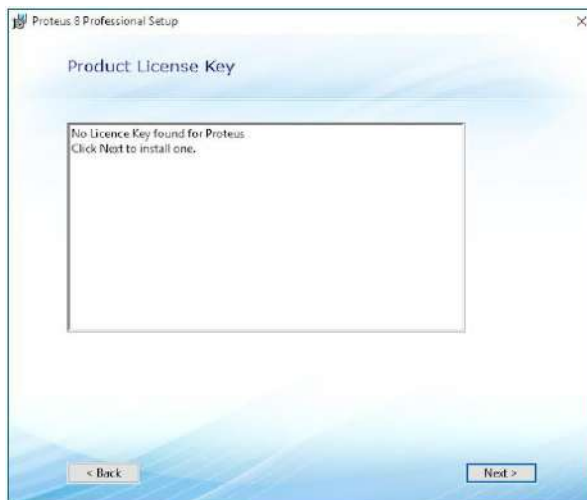 Proteus 8 Professional Setup
Product License Key
No Licence Key found for Proteus
Click Next to install one.
< Back
Next >